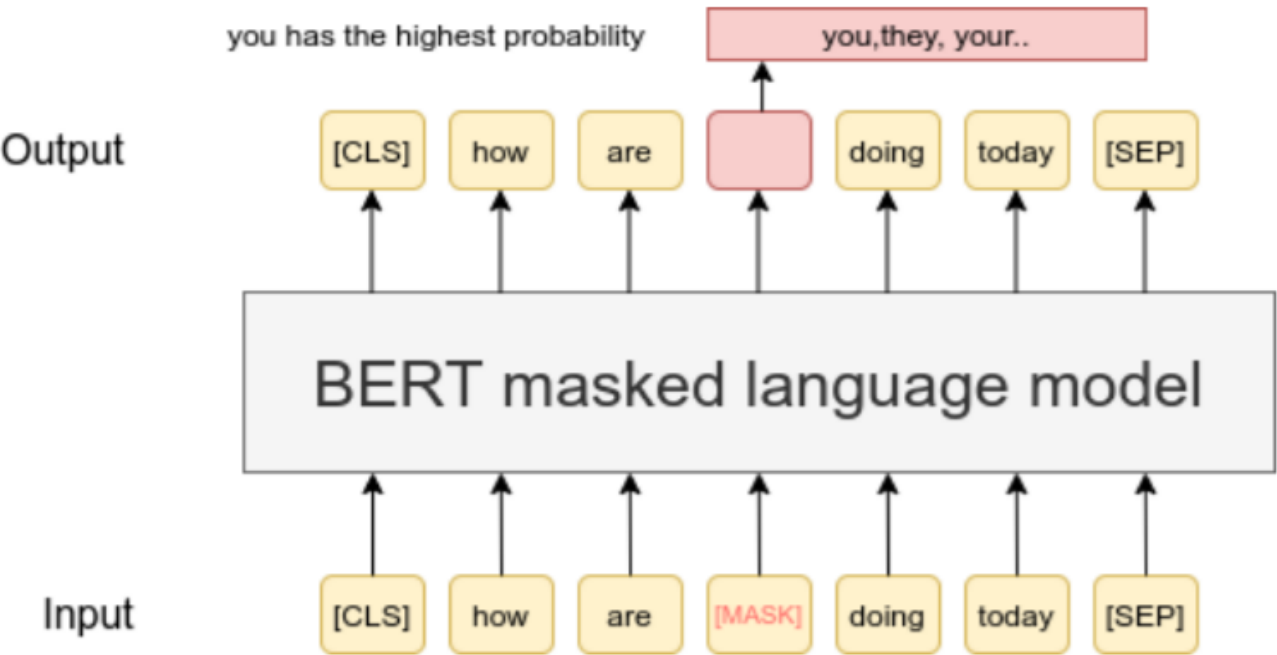 you has the highest probability
you,they, your..
Output
[CLS] how are doing today [SEP]
BERT masked language model
Input
[CLS] how are [MASK] doing today [SEP]